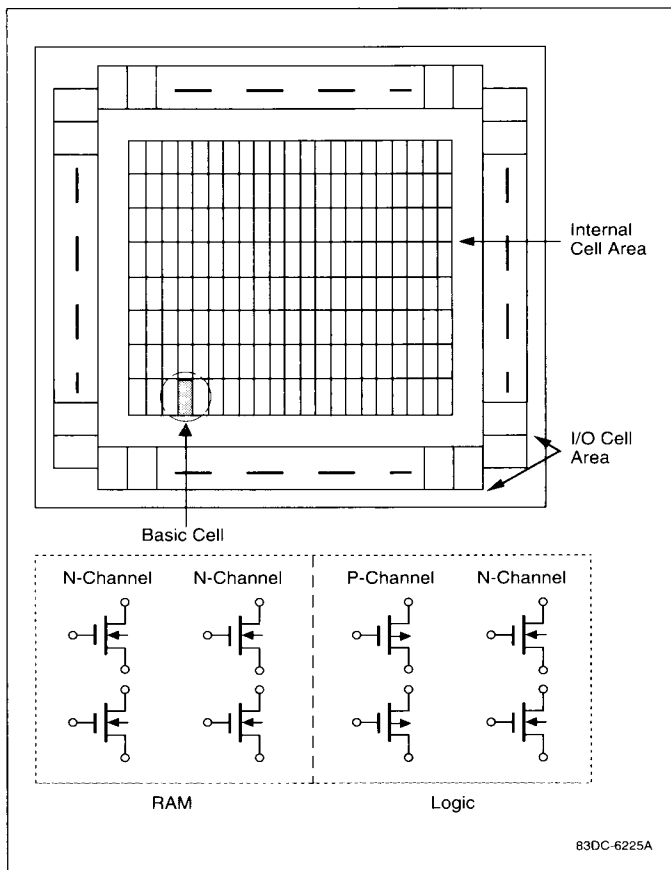 Internal
Cell Area
I/O Cell
Area
Basic Cell
N-Channel N-Channel P-Channel N-Channel
RAM Logic
83DC-6225A